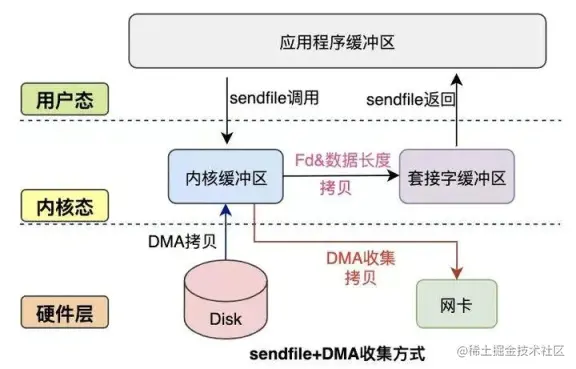 应用程序缓冲区
用户态
sendfile调用
sendfile返回
内核缓冲区
Fd&数据长度
拷贝
套接字缓冲区
内核态
DMA拷贝
DMA收集
拷贝
硬件层
Disk
网卡
sendfile+DMA收集方式
@稀土掘金技术社区